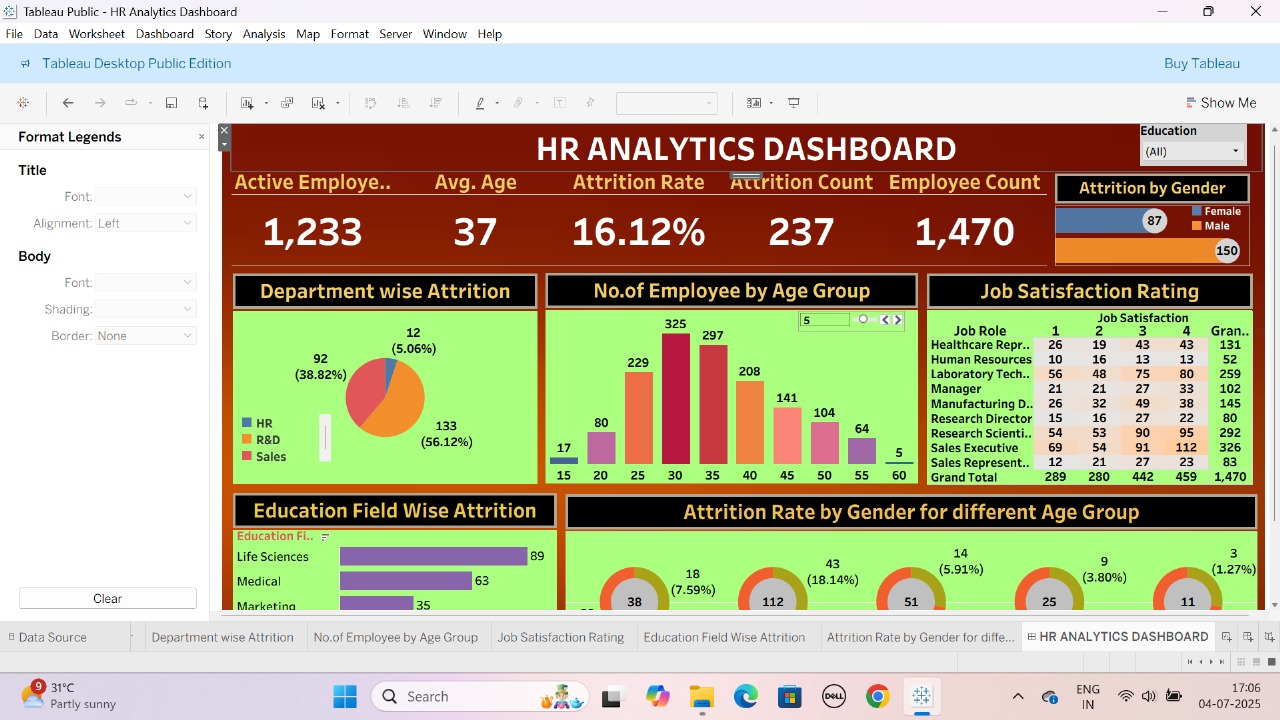 Tableau Public - HR Analytics Dashboard
File Data Worksheet Dashboard Story Analysis Map Format Server Window Help
Tableau Desktop Public Edition Buy Tableau
Show Me
Format Legends
Title
Font:
Alignment: Left
Body
Font:
Shading:
Border: None
Clear
HR ANALYTICS DASHBOARD
Education
(All)
Active Employe.. Avg. Age Attrition Rate Attrition Count Employee Count
1,233 37 16.12% 237 1,470
Attrition by Gender
87
150
Female
Male
Department wise Attrition
12
(5.06%)
92
(38.82%)
133
(56.12%)
HR
R&D
Sales
No.of Employee by Age Group
5
17 80 229 325 297 208 141 104 64 5
15 20 25 30 35 40 45 50 55 60
Job Satisfaction Rating
Job Satisfaction
Job Role 1 2 3 4 Gran..
Healthcare Repr.. 26 19 43 43 131
Human Resources 10 16 13 13 52
Laboratory Tech.. 56 48 75 80 259
Manager 21 21 27 33 102
Manufacturing D.. 26 32 49 38 145
Research Director 15 16 27 22 80
Research Scienti.. 54 53 90 95 292
Sales Executive 69 54 91 112 326
Sales Represent.. 12 21 27 23 83
Grand Total 289 280 442 459 1,470
Education Field Wise Attrition
Education Fi..
Life Sciences 89
Medical 63
Marketing 35
Attrition Rate by Gender for different Age Group
18
(7.59%)
38
43
(18.14%)
112
14
(5.91%)
51
9
(3.80%)
25
3
(1.27%)
11
Data Source Department wise Attrition No.of Employee by Age Group Job Satisfaction Rating Education Field Wise Attrition Attrition Rate by Gender for diffe... HR ANALYTICS DASHBOARD
9
31°C
Partly sunny
Search
DELL
ENG
IN
17:06
04-07-2025